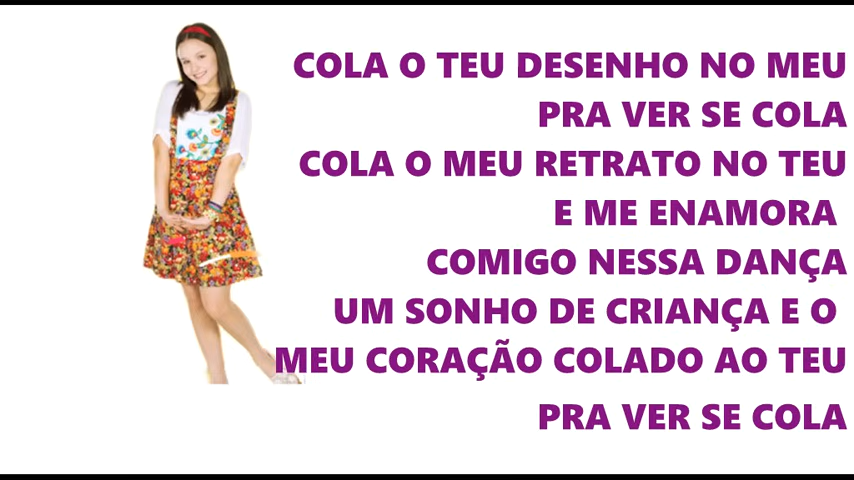 COLA O TEU DESENHO NO MEU
PRA VER SE COLA
COLA O MEU RETRATO NO TEU
E ME ENAMORA
COMIGO NESSA DANÇA
UM SONHO DE CRIANÇA E O
MEU CORAÇÃO COLADO AO TEU
PRA VER SE COLA